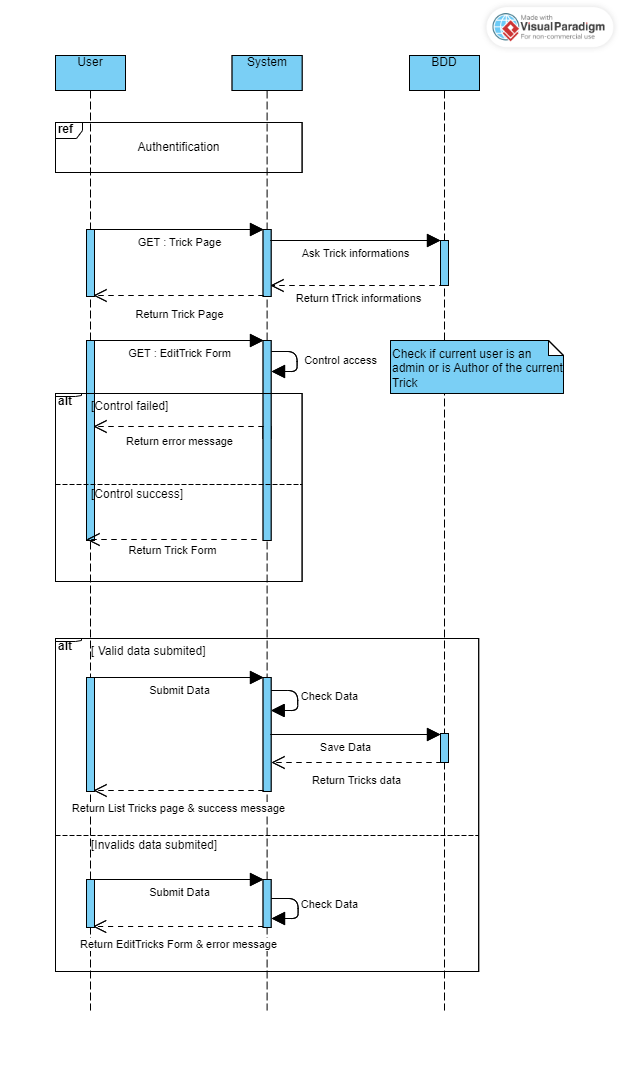 Made with
VisualParadigm
For non-commercial use
User
System
BDD
ref
Authentification
GET : Trick Page
Ask Trick informations
Return tTrick informations
Return Trick Page
GET : EditTrick Form
Control access
Check if current user is an
admin or is Author of the current
Trick
alt
[Control failed]
Return error message
[Control success]
Return Trick Form
alt
[ Valid data submited]
Submit Data
Check Data
Save Data
Return Tricks data
Return List Tricks page & success message
[Invalids data submited]
Submit Data
Check Data
Return EditTricks Form & error message